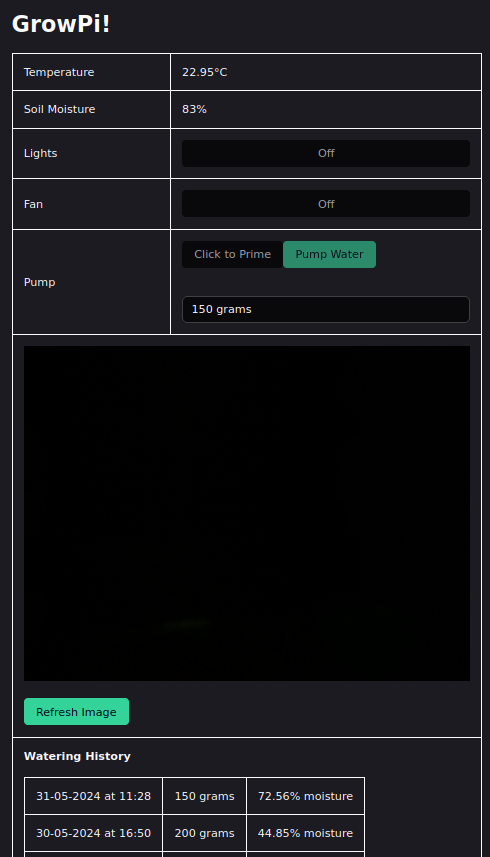 GrowPi!
Temperature 22.95°C
Soil Moisture 83%
Lights Off
Fan Off
Pump Click to Prime Pump Water
150 grams
Refresh Image
Watering History
31-05-2024 at 11:28 150 grams 72.56% moisture
30-05-2024 at 16:50 200 grams 44.85% moisture